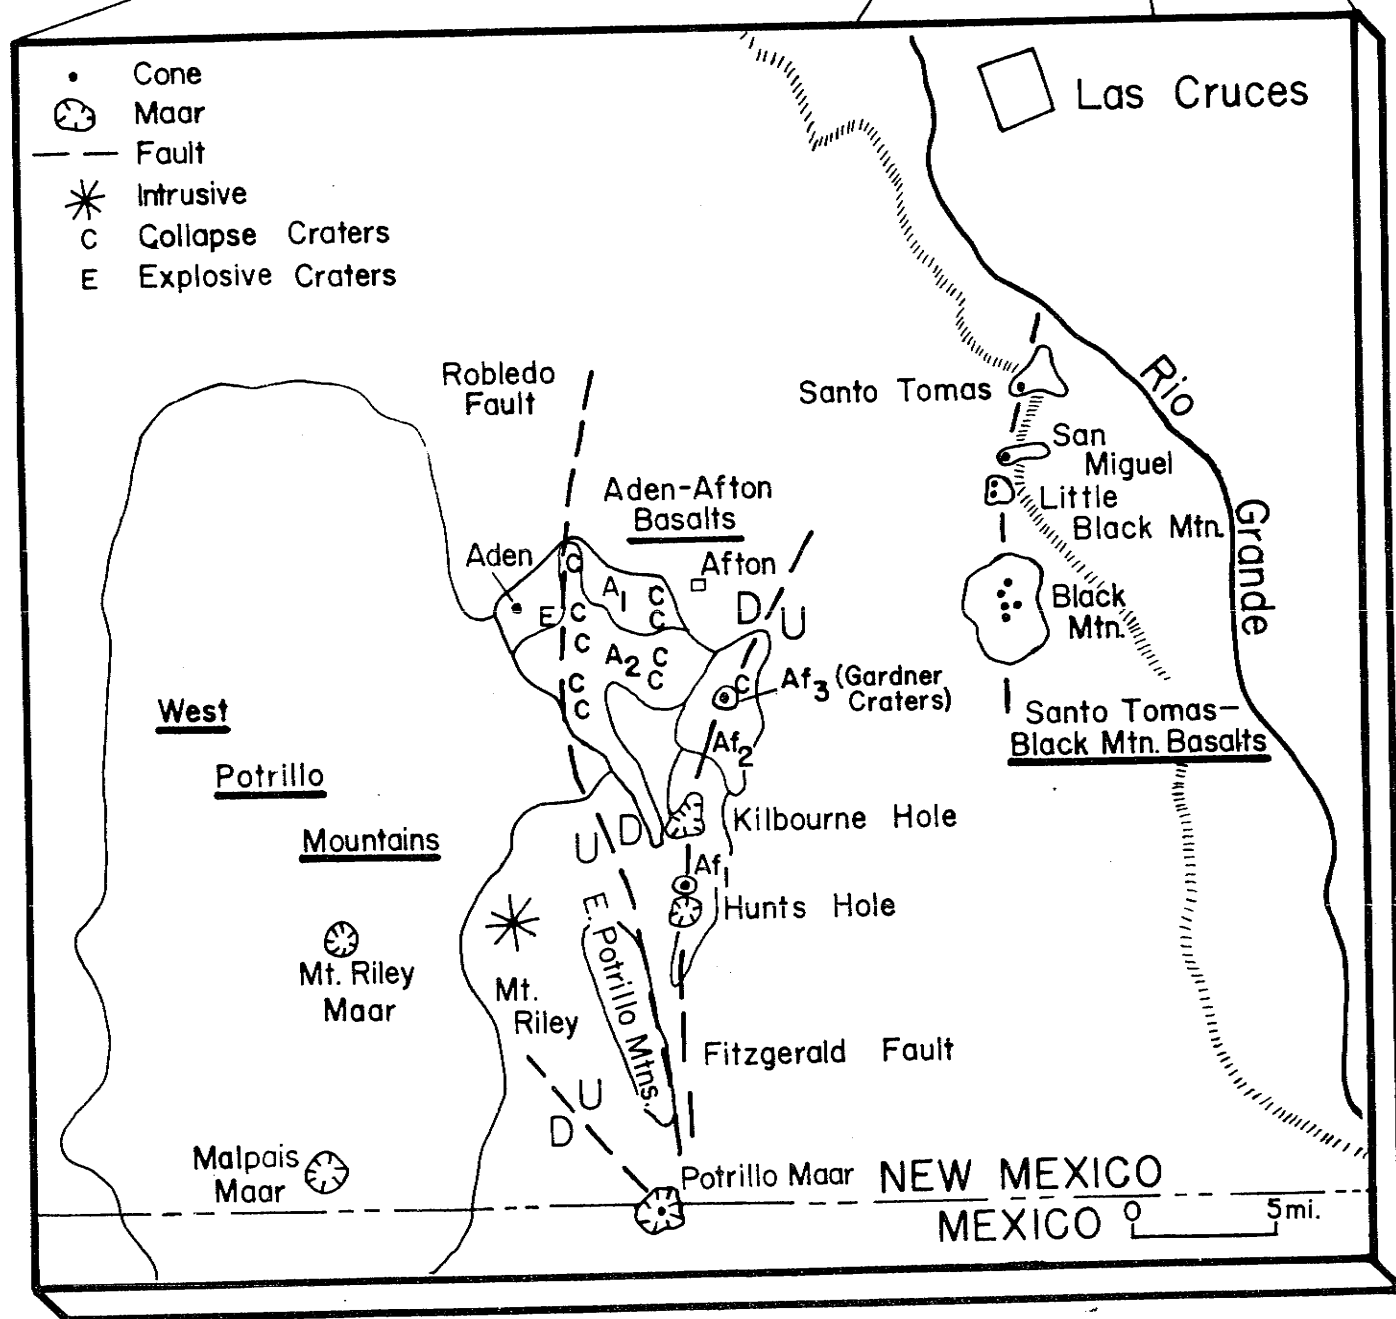 Cone
Maar
Fault
Intrusive
C Collapse Craters
E Explosive Craters
Las Cruces
Rio
Grande
Robledo
Fault
Santo Tomas
San
Miguel
Little
Black Mtn.
Black
Mtn.
Santo Tomas-
Black Mtn. Basalts
Aden-Afton
Basalts
Aden
Afton
C
A1
C
C
E
C
C
A2
C
C
C
C
D
U
C
Af3 (Gardner
Craters)
Af2
Kilbourne Hole
U
D
Af1
Hunts Hole
West
Potrillo
Mountains
Mt. Riley
Maar
Mt.
Riley
E. Potrillo Mtns.
Fitzgerald Fault
U
D
Malpais
Maar
Potrillo Maar
NEW MEXICO
MEXICO
0 5mi.